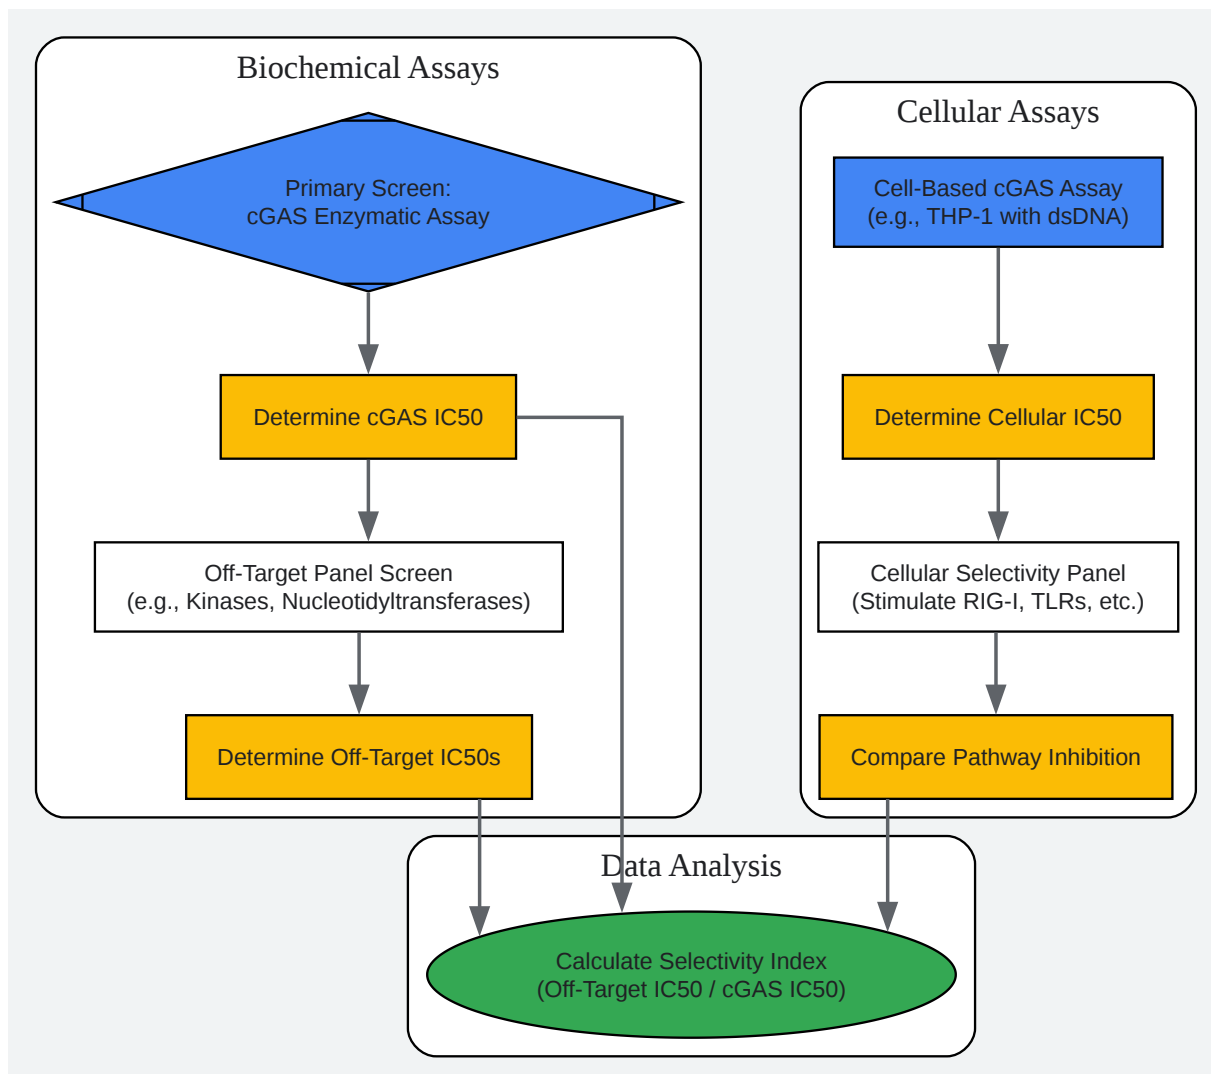 Biochemical Assays
Primary Screen:
cGAS Enzymatic Assay
Determine cGAS IC50
Off-Target Panel Screen
(e.g., Kinases, Nucleotidyltransferases)
Determine Off-Target IC50s
Cellular Assays
Cell-Based cGAS Assay
(e.g., THP-1 with dsDNA)
Determine Cellular IC50
Cellular Selectivity Panel
(Stimulate RIG-I, TLRs, etc.)
Compare Pathway Inhibition
Data Analysis
Calculate Selectivity Index
(Off-Target IC50 / cGAS IC50)